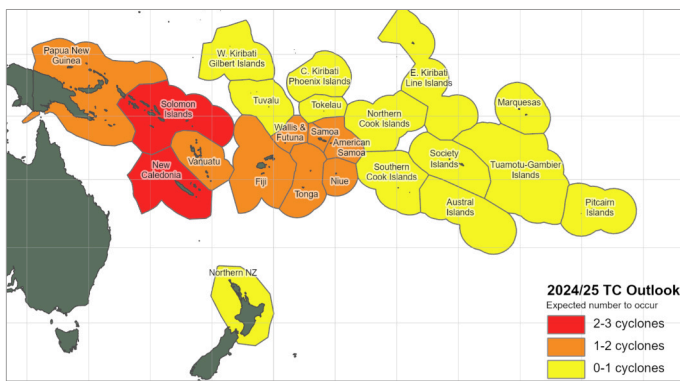 Papua New
Guinea
W. Kiribati
Gilbert Islands
C. Kiribati
Phoenix Islands
E. Kiribati
Line Islands
Solomon
Islands
Tuvalu
Tokelau
Northern
Cook Islands
Marquesas
Wallis &
Futuna
Samoa
American
Samoa
New
Caledonia
Vanuatu
Fiji
Tonga
Niue
Southern
Cook Islands
Society
Islands
Tuamotu-Gambier
Islands
Austral
Islands
Pitcairn
Islands
Northern NZ
2024/25 TC Outlook
Expected number to occur
2-3 cyclones
1-2 cyclones
0-1 cyclones